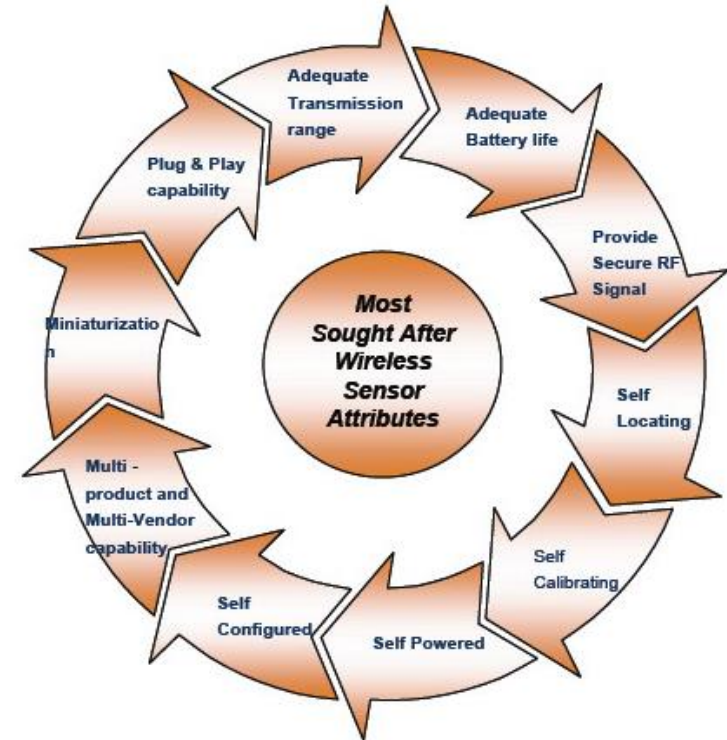 Adequate
Transmission
range
Adequate
Battery life
Provide
Secure RF
Signal
Self
Locating
Self
Calibrating
Self Powered
Self
Configured
Multi -
product and
Multi-Vendor
capability
Miniaturizatio
n
Plug & Play
capability
Most
Sought After
Wireless
Sensor
Attributes